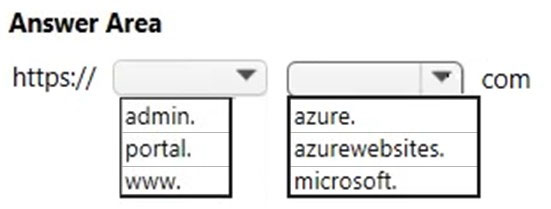 Answer Area
https:// com
admin. azure.
portal. azurewebsites.
www. microsoft.